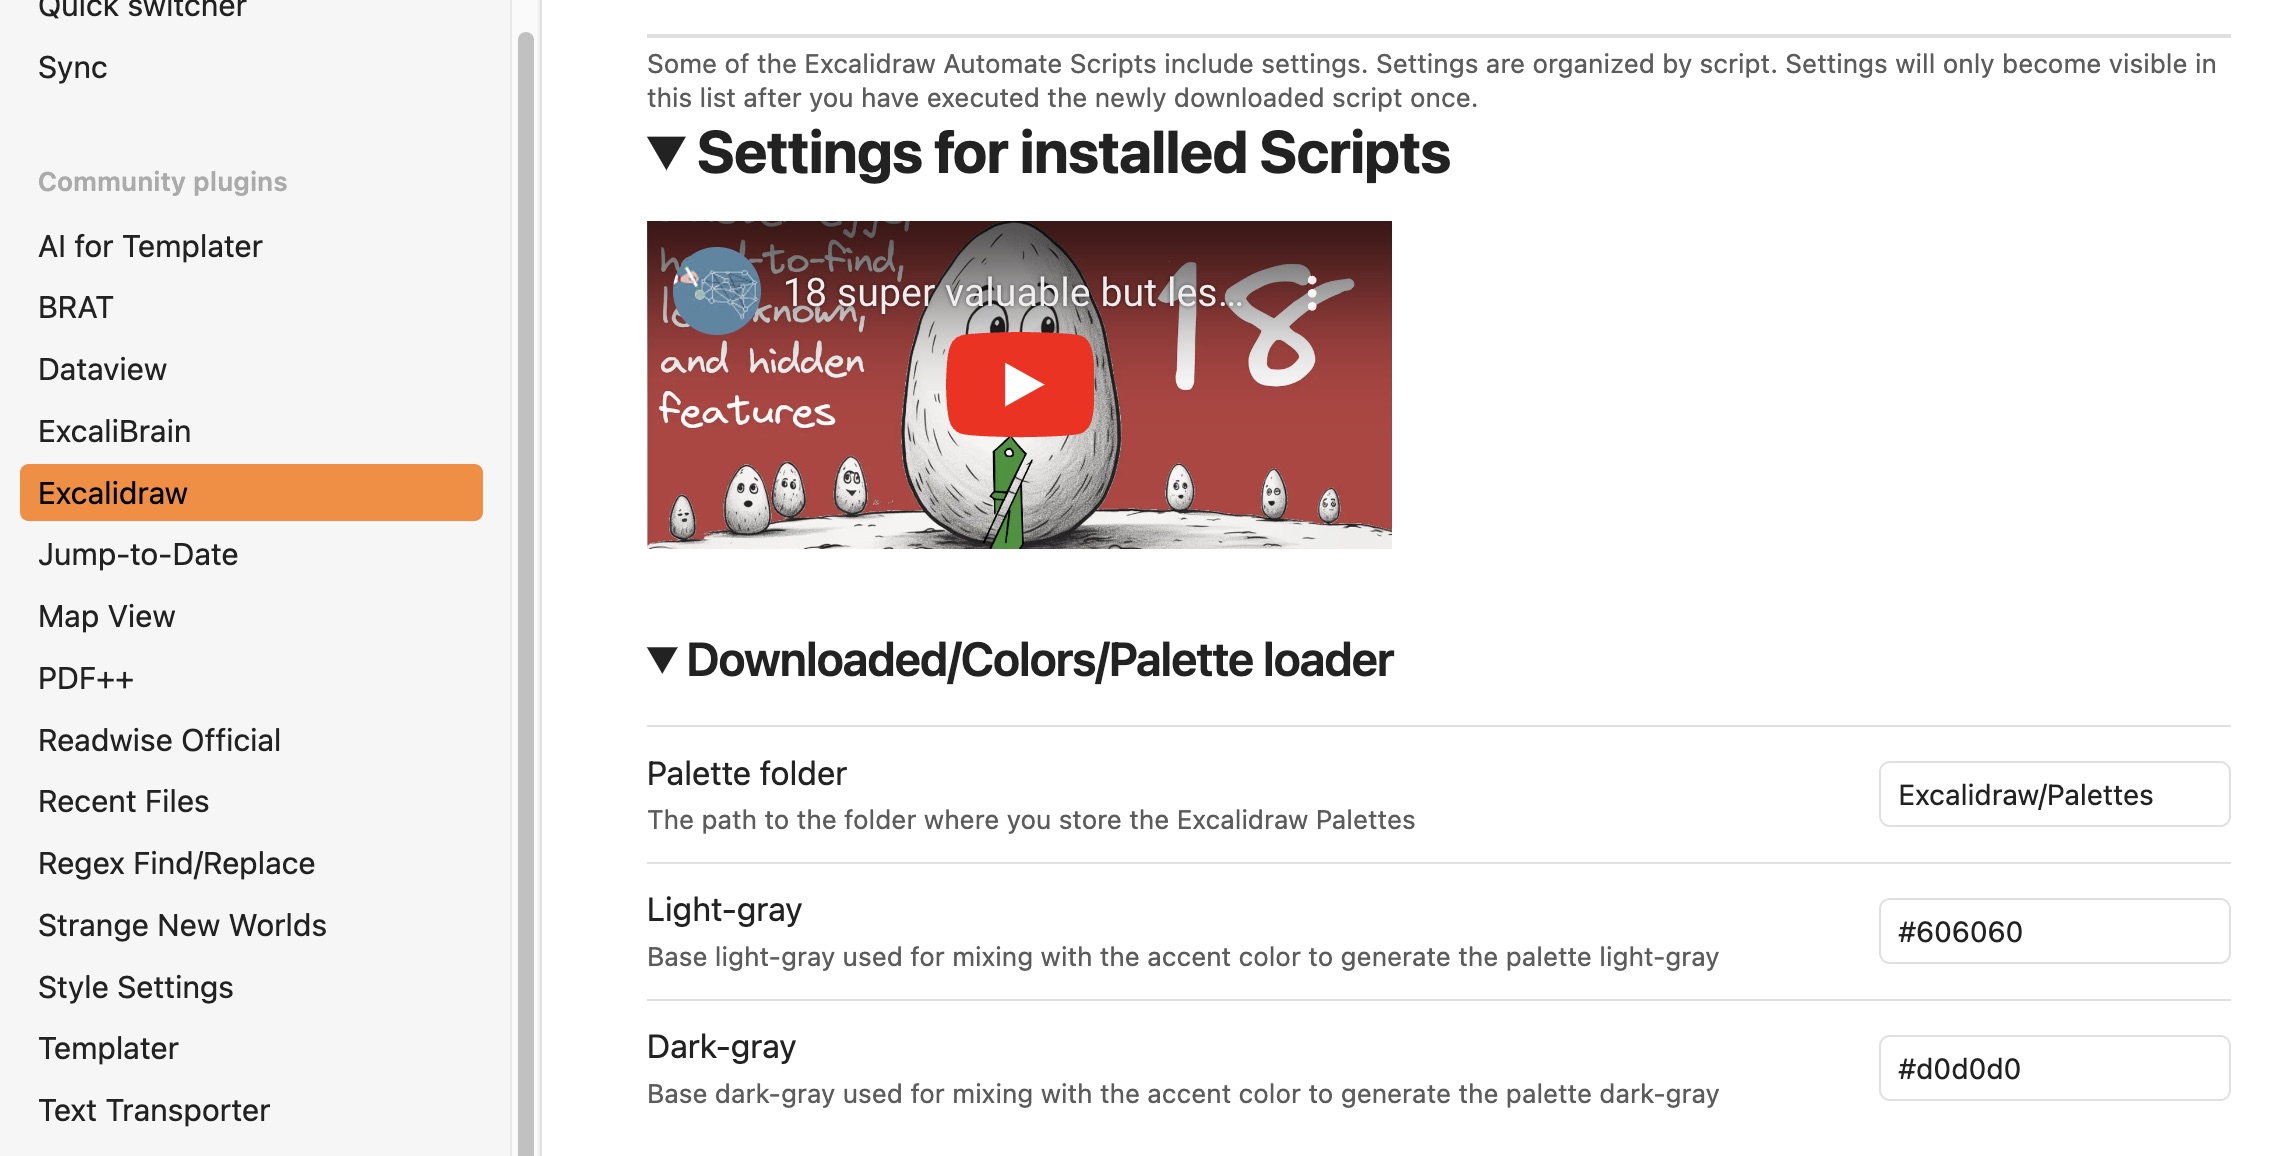 Quick switcher
Sync
Community plugins
AI for Templater
BRAT
Dataview
ExcaliBrain
Excalidraw
Jump-to-Date
Map View
PDF++
Readwise Official
Recent Files
Regex Find/Replace
Strange New Worlds
Style Settings
Templater
Text Transporter
Some of the Excalidraw Automate Scripts include settings. Settings are organized by script. Settings will only become visible in
this list after you have executed the newly downloaded script once.
▼ Settings for installed Scripts
18 super valuable but les...
-to-find,
known,
and hidden
features
18
▼ Downloaded/Colors/Palette loader
Palette folder
The path to the folder where you store the Excalidraw Palettes
Excalidraw/Palettes
Light-gray
Base light-gray used for mixing with the accent color to generate the palette light-gray
#606060
Dark-gray
Base dark-gray used for mixing with the accent color to generate the palette dark-gray
#d0d0d0